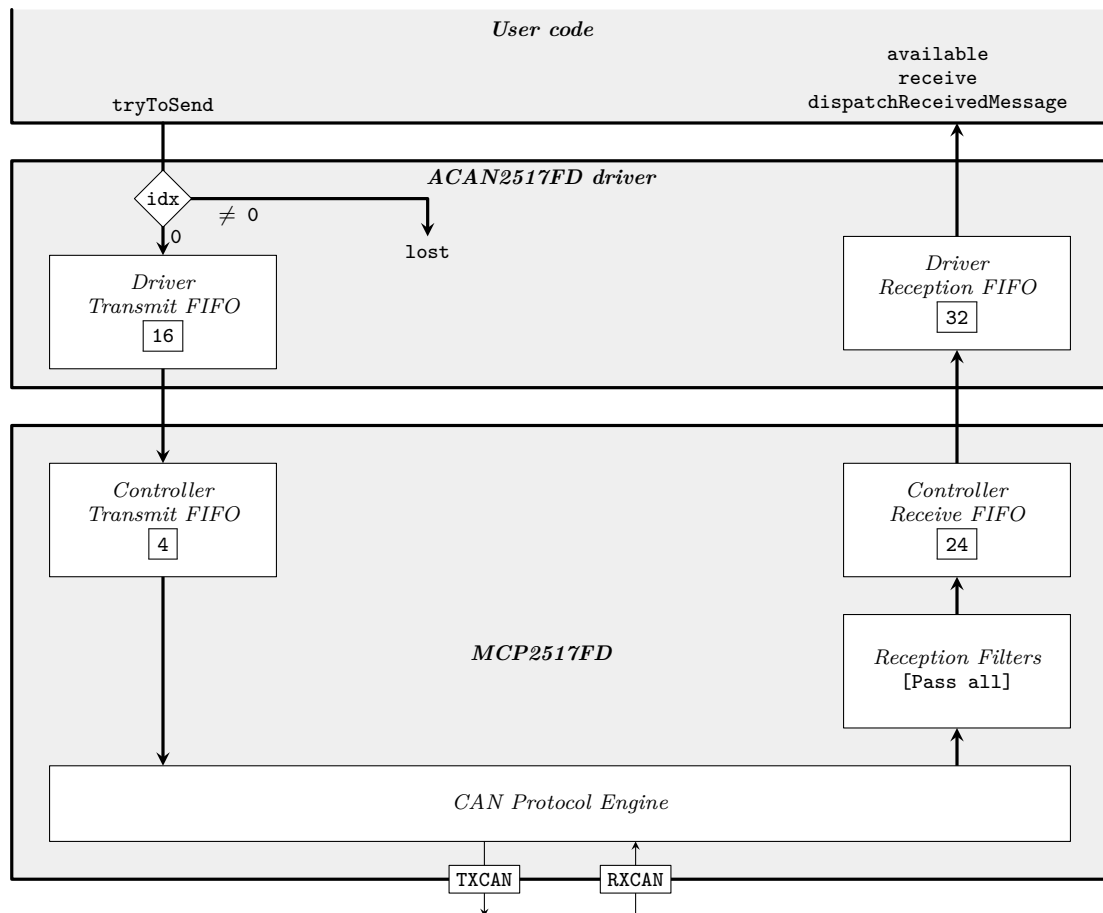 User code
available
receive
tryToSend
dispatchReceivedMessage
ACAN2517FD driver
idx
≠ 0
0
lost
Driver
Transmit FIFO
16
Driver
Reception FIFO
32
Controller
Transmit FIFO
4
Controller
Receive FIFO
24
MCP2517FD
Reception Filters
[Pass all]
CAN Protocol Engine
TXCAN
RXCAN